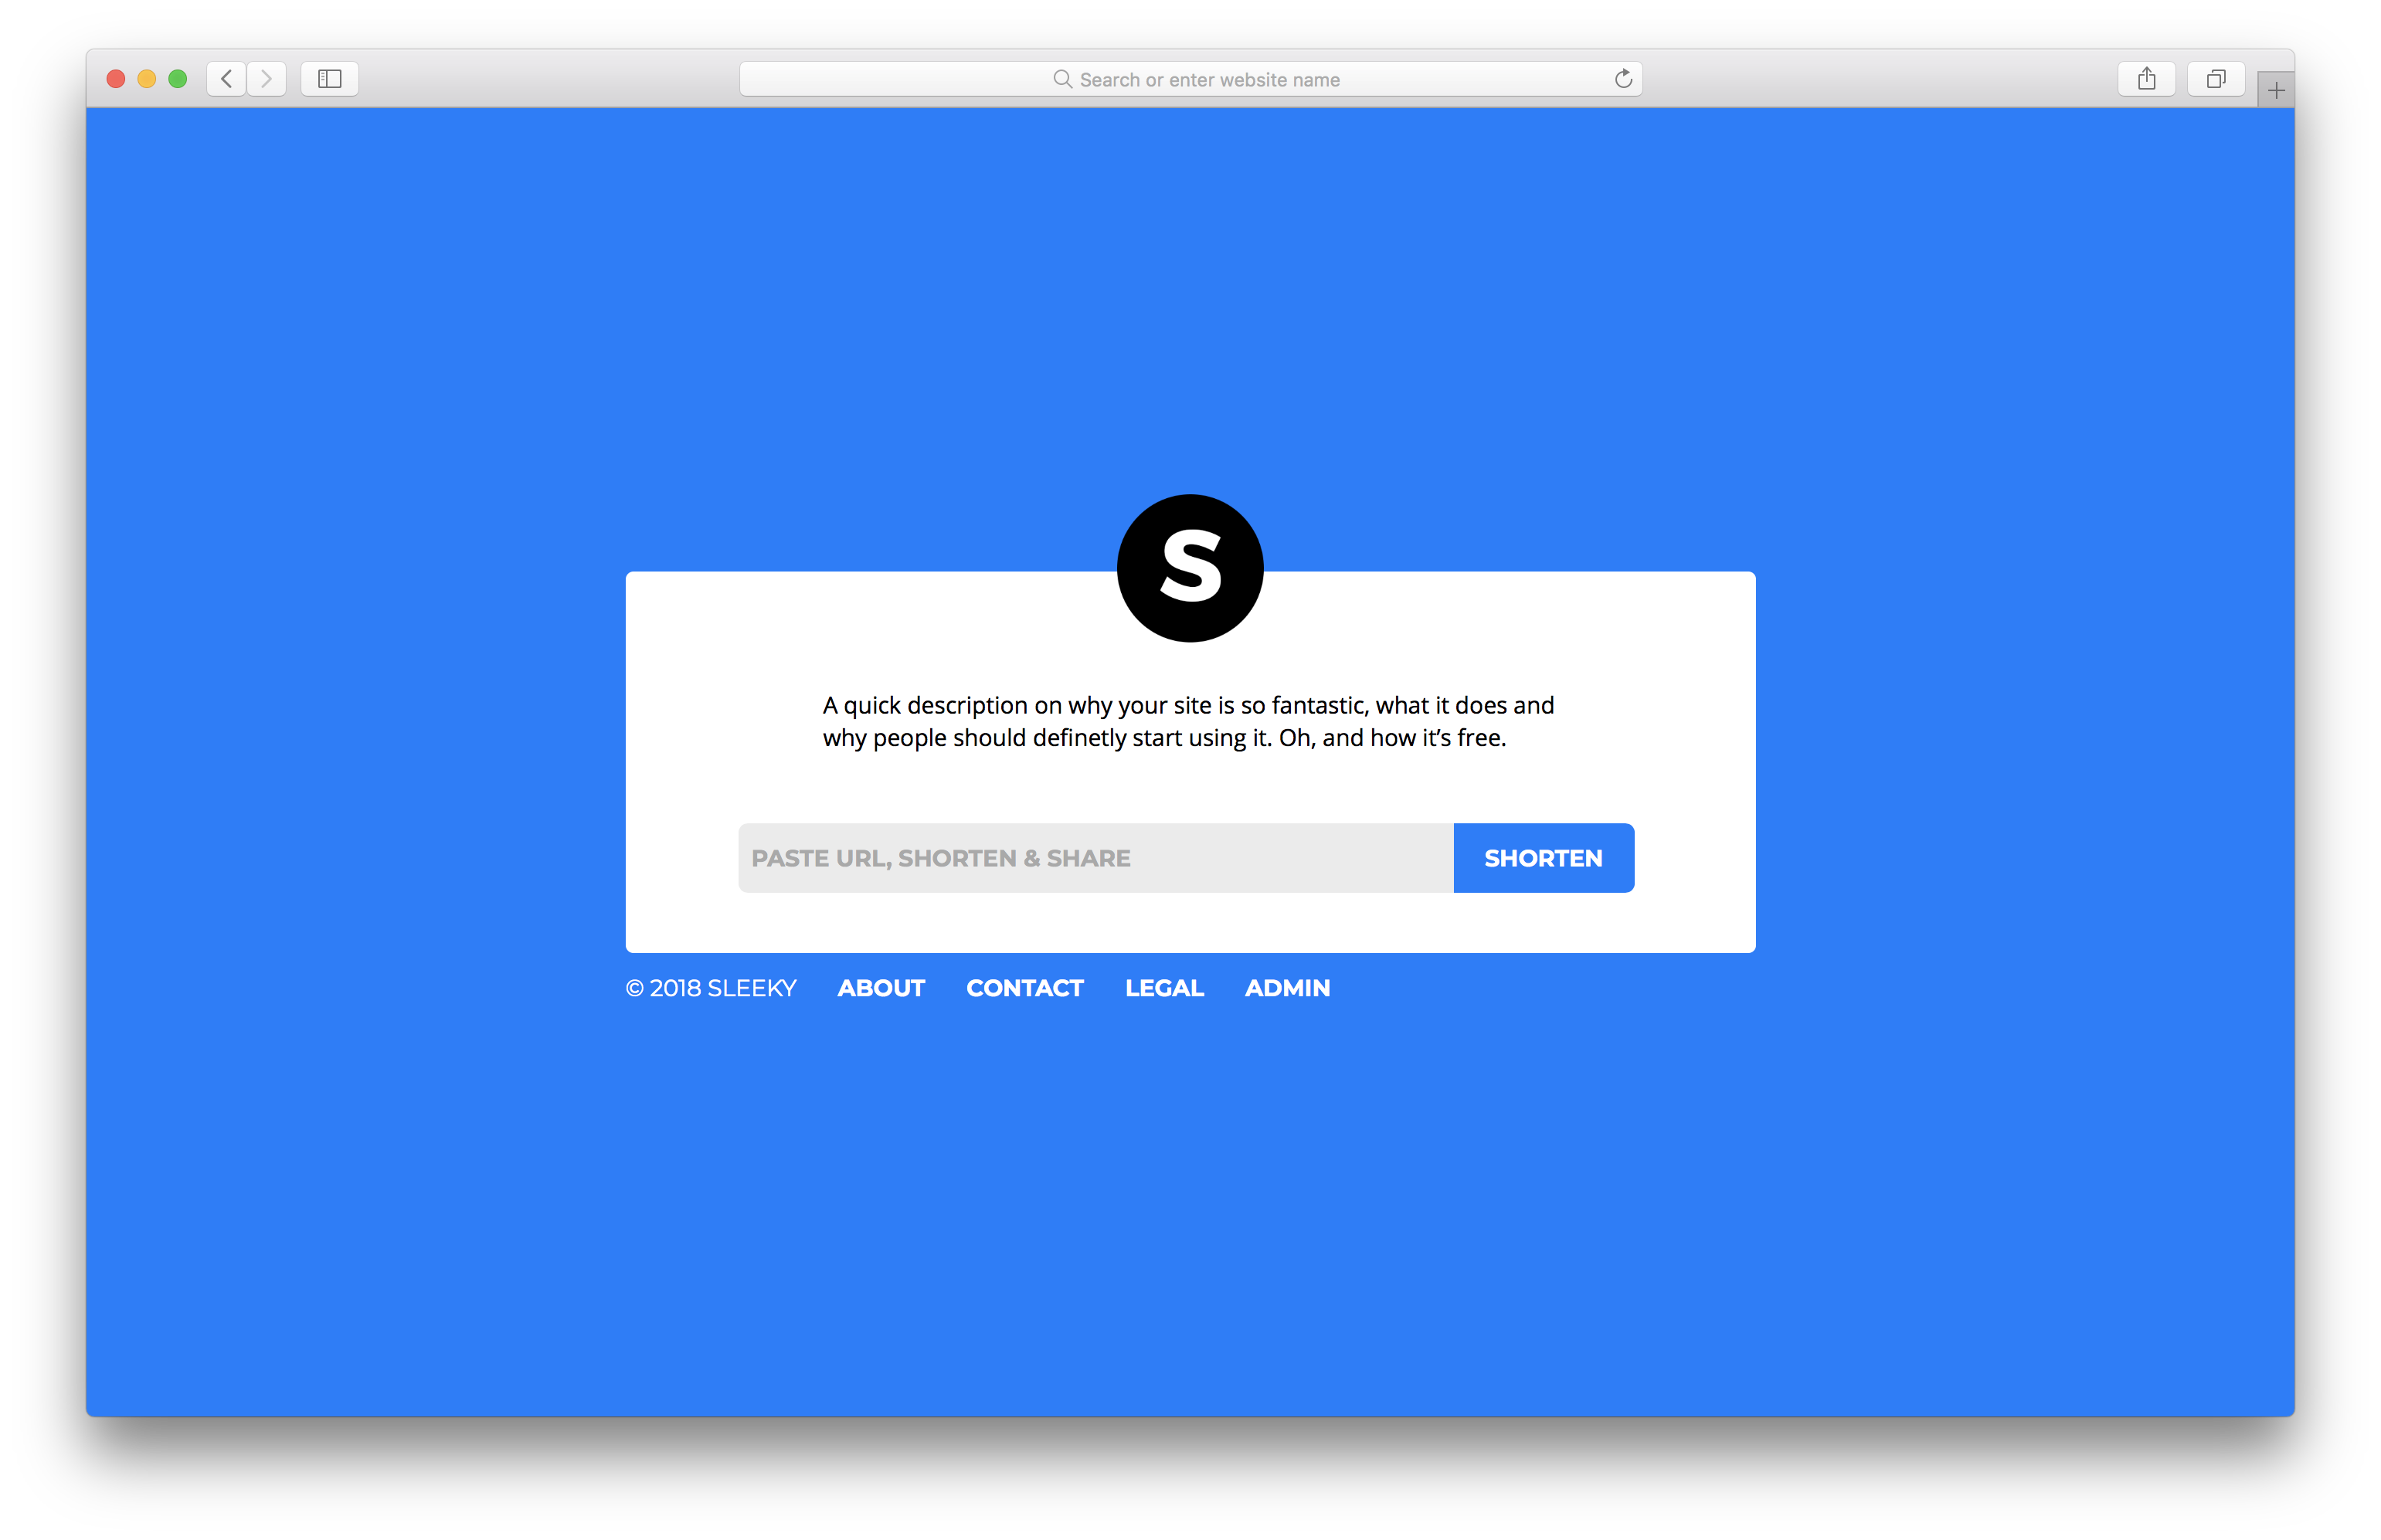 Search or enter website name
S
A quick description on why your site is so fantastic, what it does and
why people should definetly start using it. Oh, and how it’s free.
PASTE URL, SHORTEN & SHARE
SHORTEN
© 2018 SLEEKY ABOUT CONTACT LEGAL ADMIN